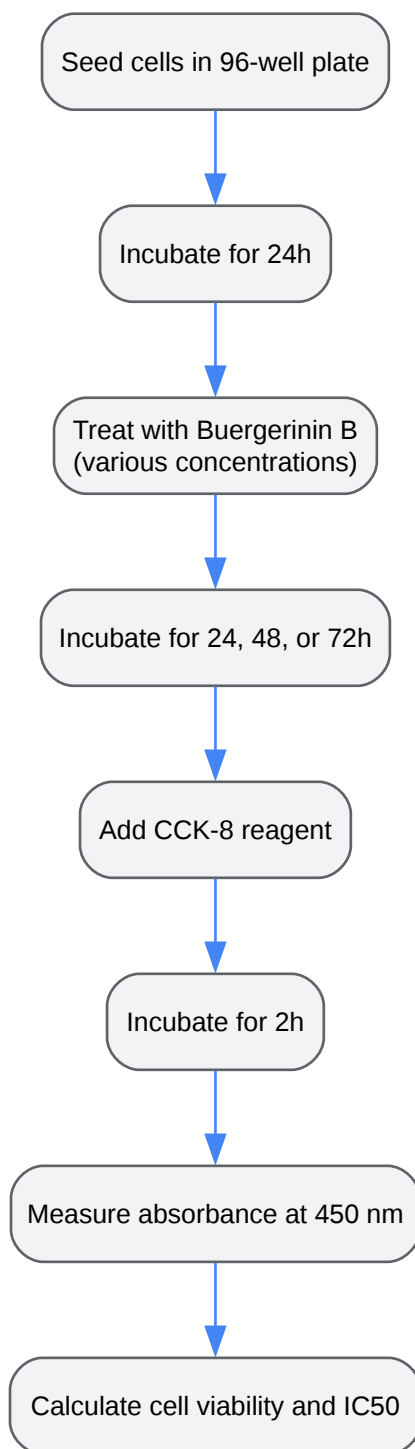 Seed cells in 96-well plate
Incubate for 24h
Treat with Buergerinin B
(various concentrations)
Incubate for 24, 48, or 72h
Add CCK-8 reagent
Incubate for 2h
Measure absorbance at 450 nm
Calculate cell viability and IC50